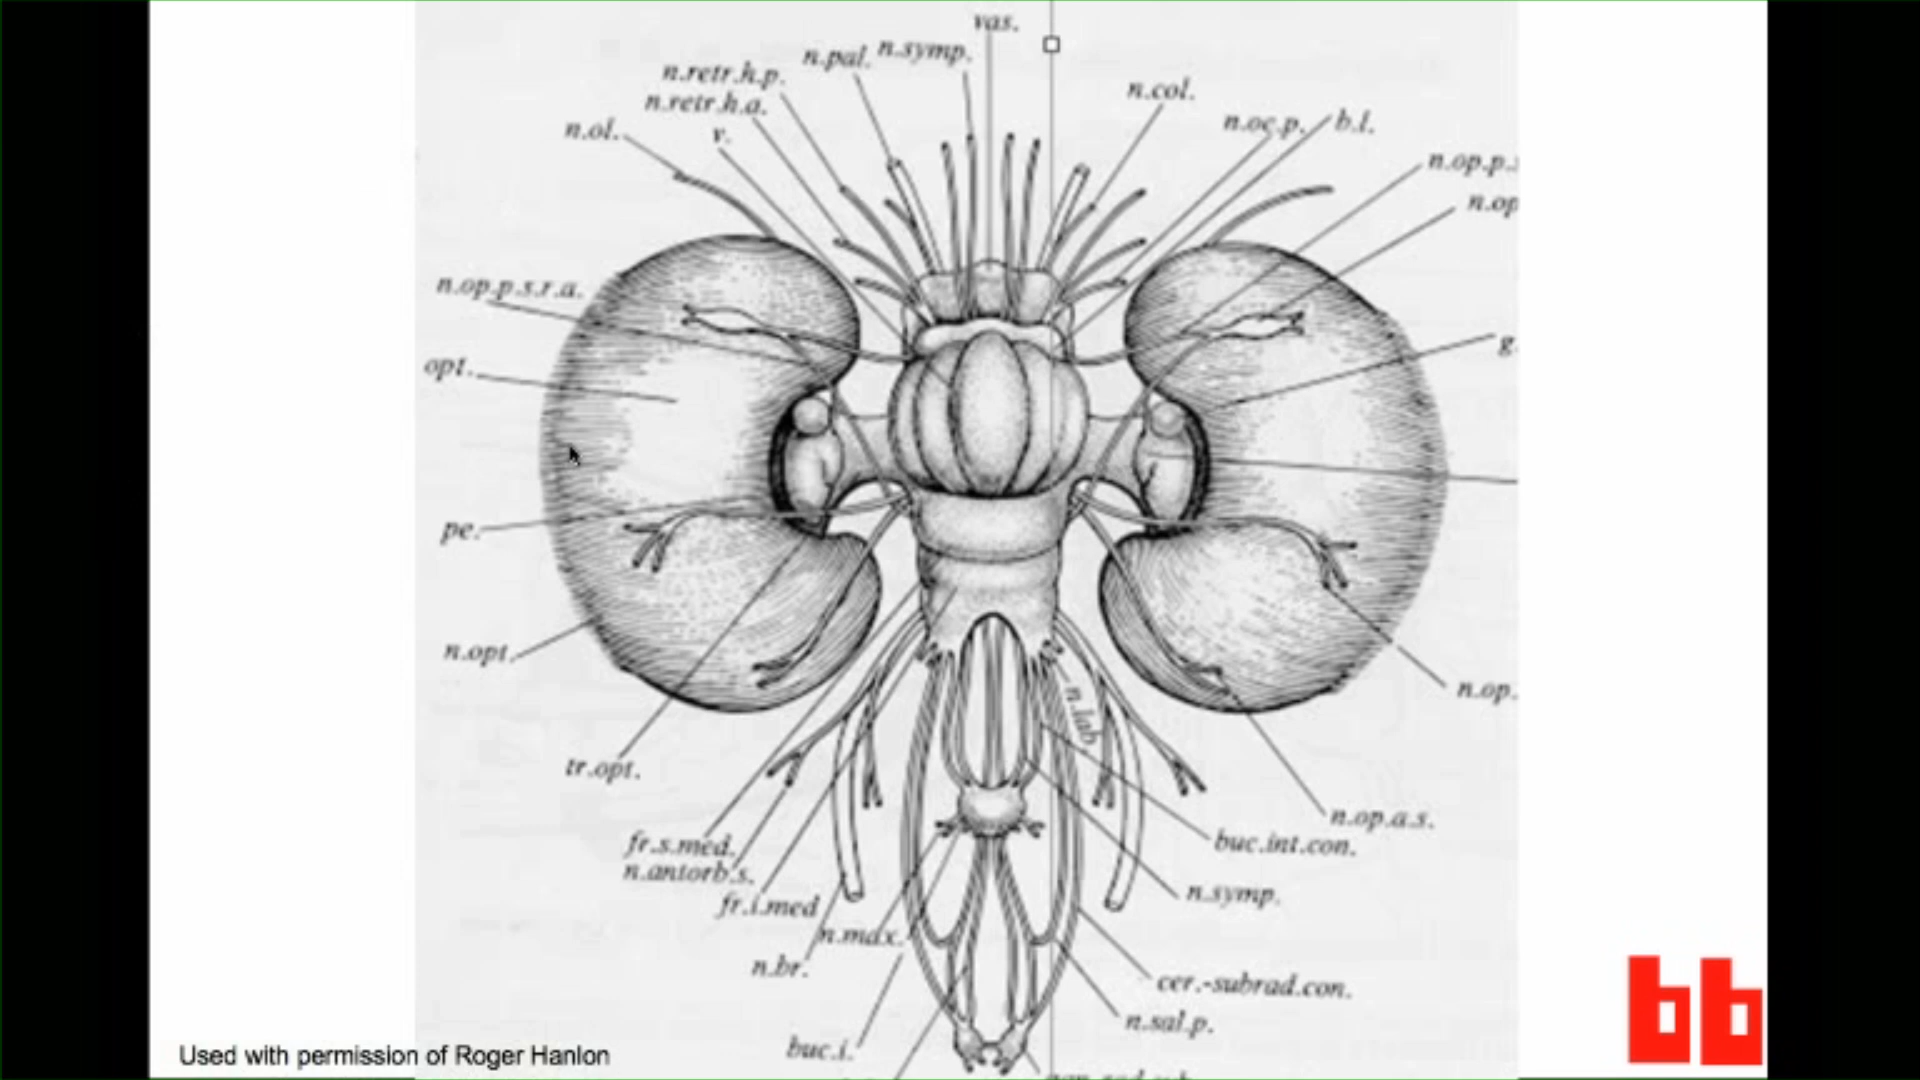 vas.
n.symp.
n.pal.
n.retr.h.p.
n.retr.h.a.
n.col.
n.ol.
v.
n.oc.p.
b.l.
n.op.p.s
n.op
n.op.p.s.r.a.
g.
opt.
pe.
n.opt.
n.op.
n.lab.
tr.opt.
n.op.a.s.
fr.s.med.
buc.int.con.
n.antorb.s.
n.symp.
fr.i.med
n.max.
n.br.
cer.-subrad.con.
n.sal.p.
buc.i.
Used with permission of Roger Hanlon
bb